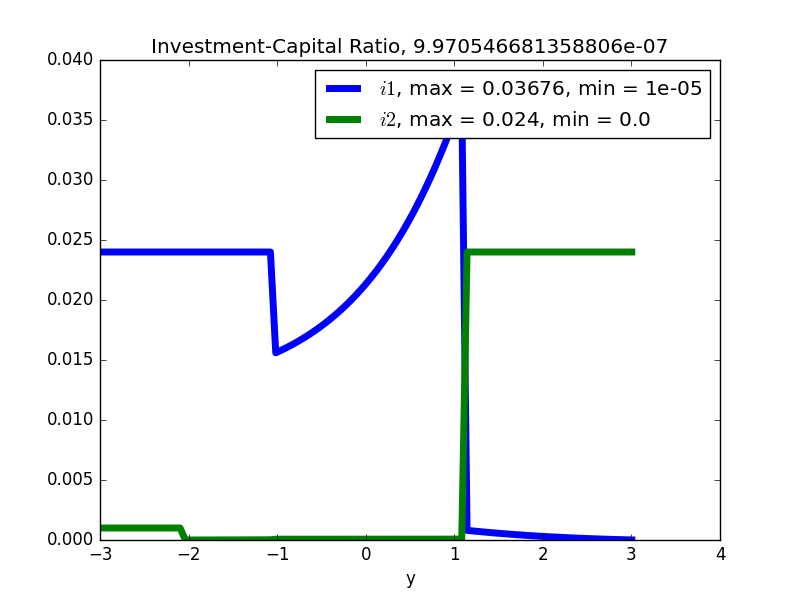 Investment-Capital Ratio, 9.970546681358806e-07
0.040
i1, max = 0.03676, min = 1e-05
i2, max = 0.024, min = 0.0
0.035
0.030
0.025
0.020
0.015
0.010
0.005
0.000
−3 −2 −1 0 1 2 3 4
y